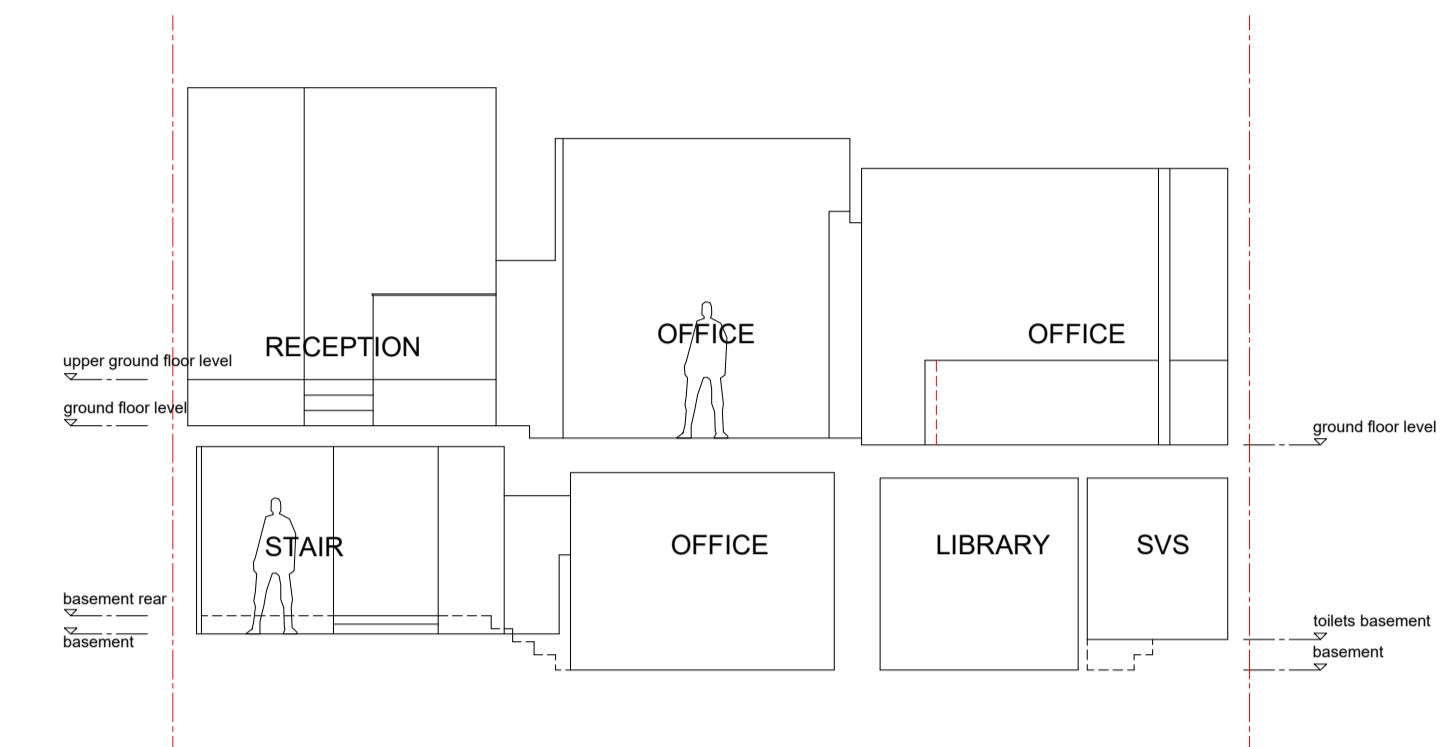 RECEPTION
OFFICE
OFFICE
upper ground floor level
ground floor level
ground floor level
STAIR
OFFICE
LIBRARY
SVS
basement rear
basement
toilets basement
basement